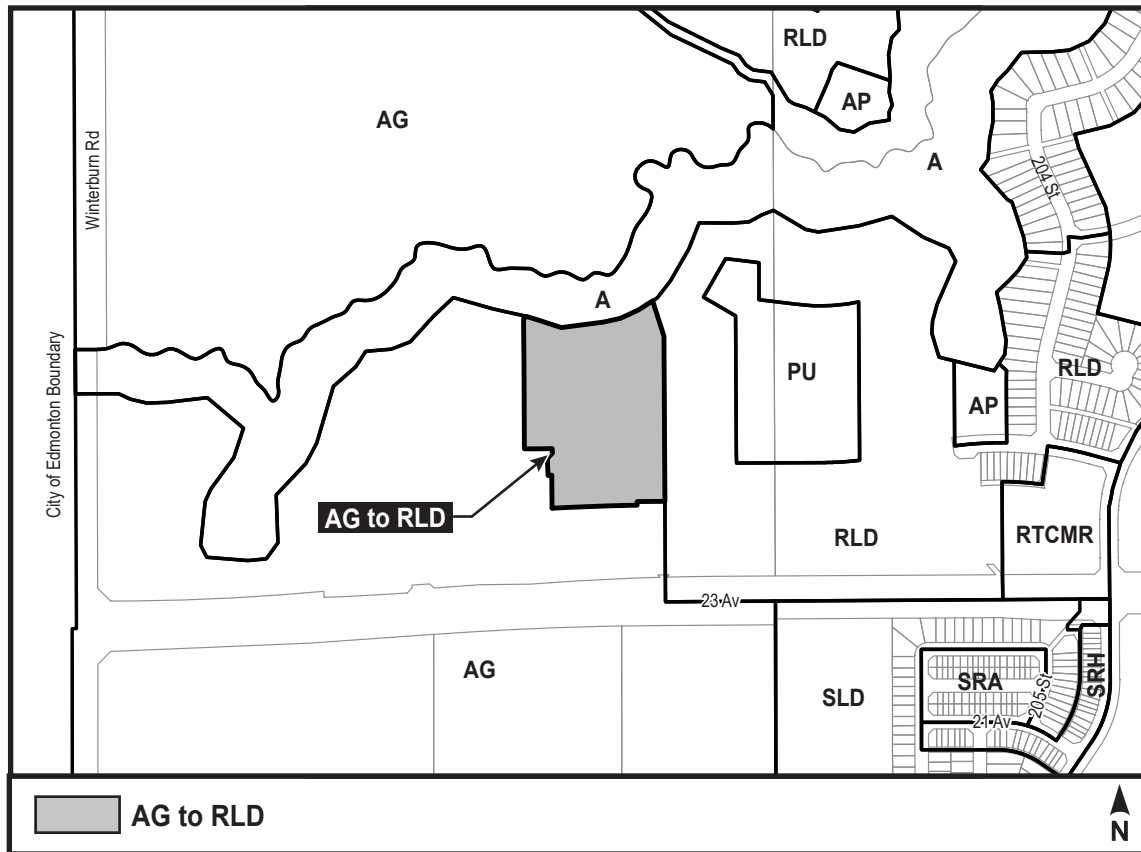 RLD
AP
AG
A
204 St
Winterburn Rd
A
PU
RLD
AP
City of Edmonton Boundary
AG to RLD
RLD
RTCMR
23 Av
AG
SLD
SRA
205 St
SRH
21 Av
AG to RLD
N